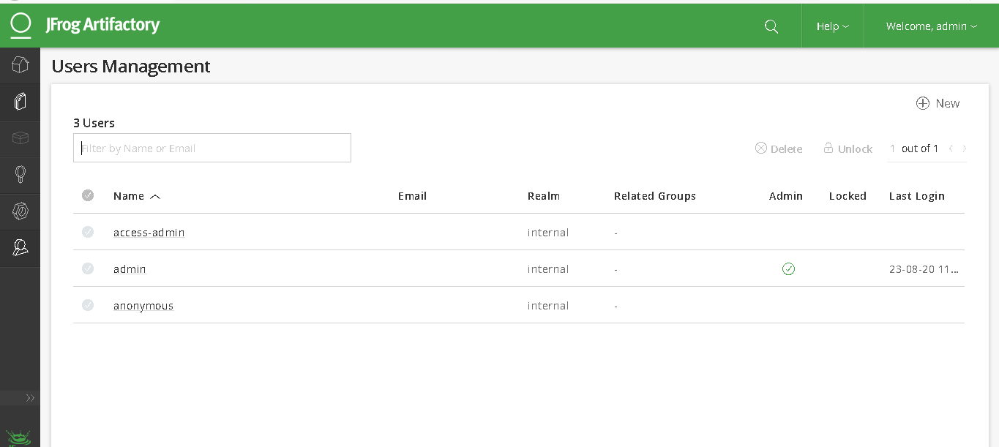 JFrog Artifactory
Help
Welcome, admin
Users Management
New
3 Users
Filter by Name or Email
Delete
Unlock
1 out of 1
Name Email Realm Related Groups Admin Locked Last Login
access-admin internal -
admin internal - 23-08-20 11...
anonymous internal -